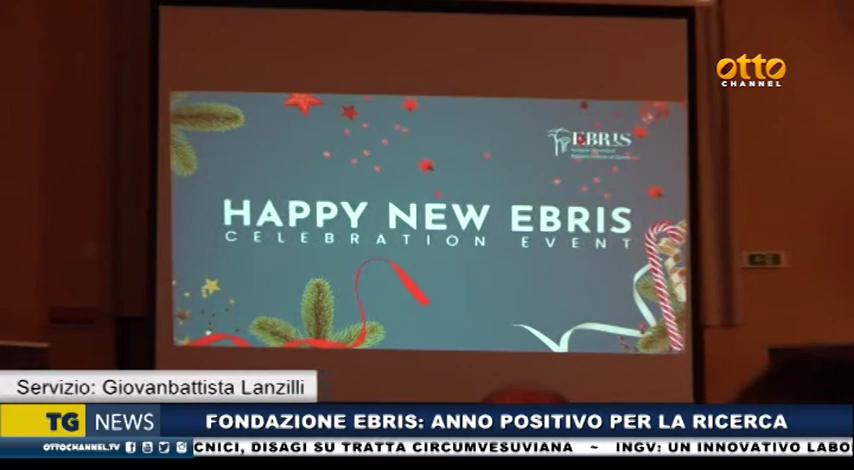 otto
CHANNEL
EBRIS
HAPPY NEW EBRIS
CELEBRATION EVENT
Servizio: Giovanbattista Lanzilli
TG NEWS
FONDAZIONE EBRIS: ANNO POSITIVO PER LA RICERCA
OTTOCHANNEL.TV
CNICI, DISAGI SU TRATTA CIRCUMVESUVIANA ~ INGV: UN INNOVATIVO LABO